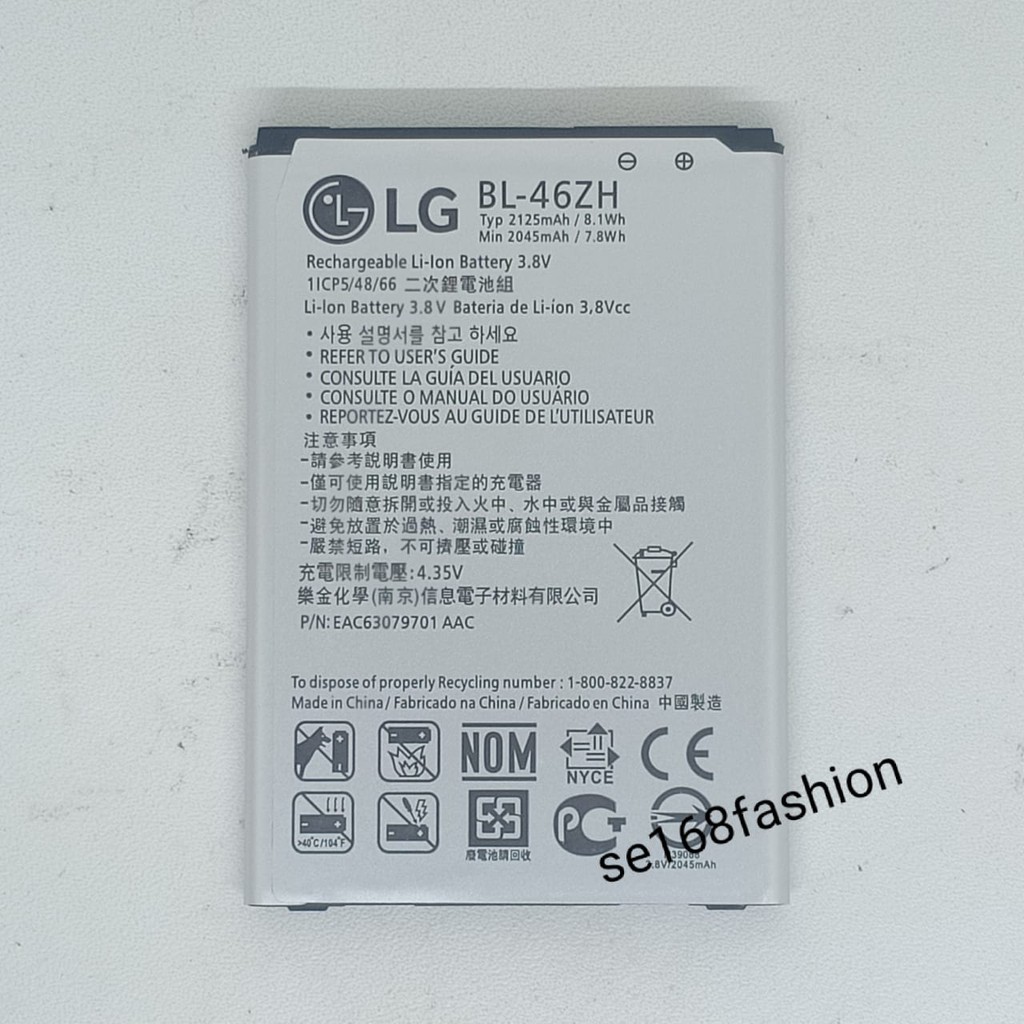 LG
BL-46ZH
Typ 2125mAh / 8.1Wh
Min 2045mAh / 7.8Wh
Rechargeable Li-Ion Battery 3.8V
1ICP5/48/66 二次鋰電池組
Li-Ion Battery 3.8 V Bateria de Li-íon 3,8Vcc
• 사용 설명서를 참고 하세요
• REFER TO USER'S GUIDE
• CONSULTE LA GUÍA DEL USUARIO
• CONSULTE O MANUAL DO USUÁRIO
• REPORTEZ-VOUS AU GUIDE DE L'UTILISATEUR
注意事項
-請參考說明書使用
-僅可使用說明書指定的充電器
-切勿隨意拆開或投入火中、水中或與金屬品接觸
-避免放置於過熱、潮濕或腐蝕性環境中
-嚴禁短路，不可擠壓或碰撞
充電限制電壓:4.35V
樂金化學(南京)信息電子材料有限公司
P/N: EAC63079701 AAC
To dispose of properly Recycling number : 1-800-822-8837
Made in China / Fabricado na China / Fabricado en China 中國製造
NOM
NYCE
CE
>40°C/104°F
廢電池請回收
PCT
39088
.8V/2045mAh
se168fashion